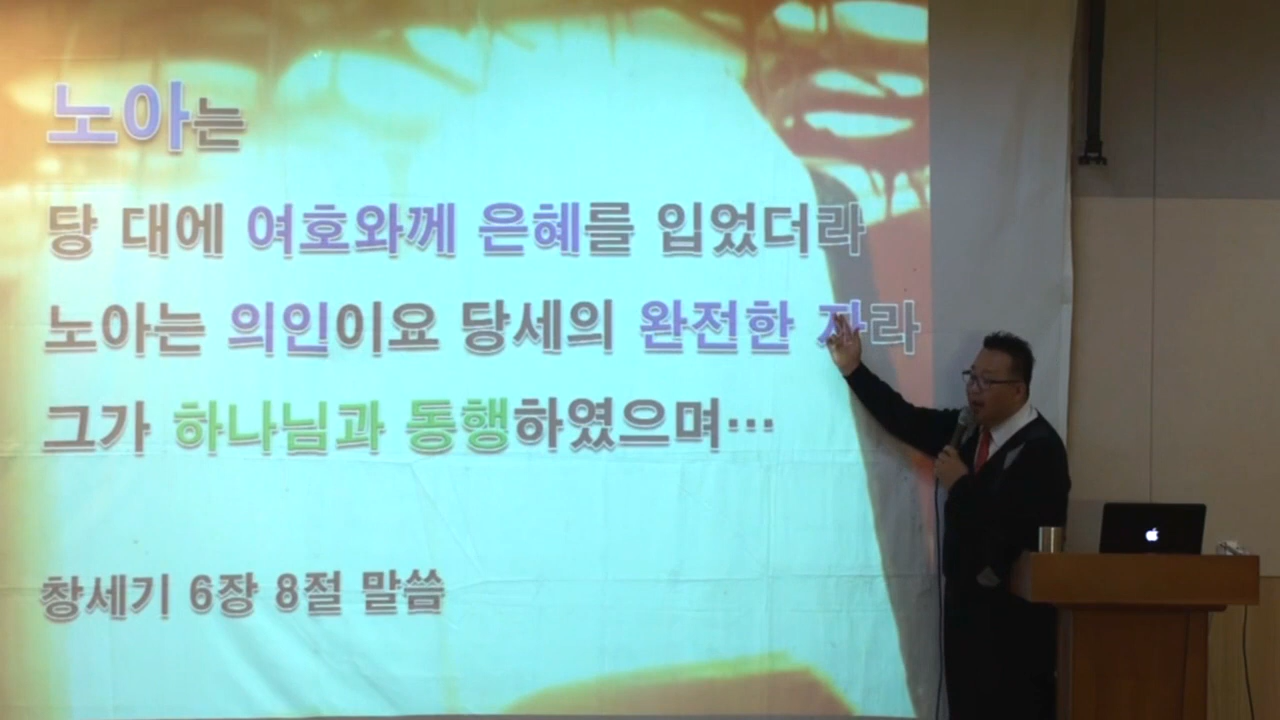 노아는
당 대에 여호와께 은혜를 입었더라
노아는 의인이요 당세의 완전한 자라
그가 하나님과 동행하였으며…
창세기 6장 8절 말씀